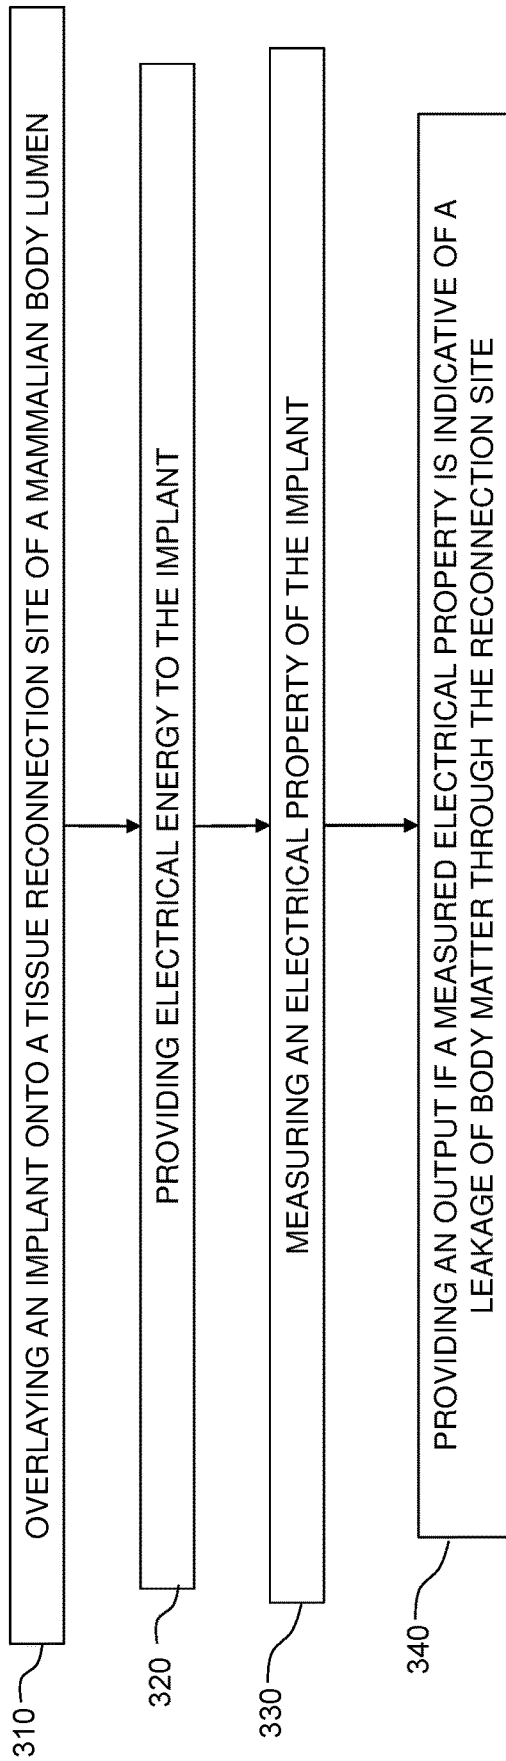 310
OVERLAYING AN IMPLANT ONTO A TISSUE RECONNECTION SITE OF A MAMMALIAN BODY LUMEN
320
PROVIDING ELECTRICAL ENERGY TO THE IMPLANT
330
MEASURING AN ELECTRICAL PROPERTY OF THE IMPLANT
340
PROVIDING AN OUTPUT IF A MEASURED ELECTRICAL PROPERTY IS INDICATIVE OF A
LEAKAGE OF BODY MATTER THROUGH THE RECONNECTION SITE